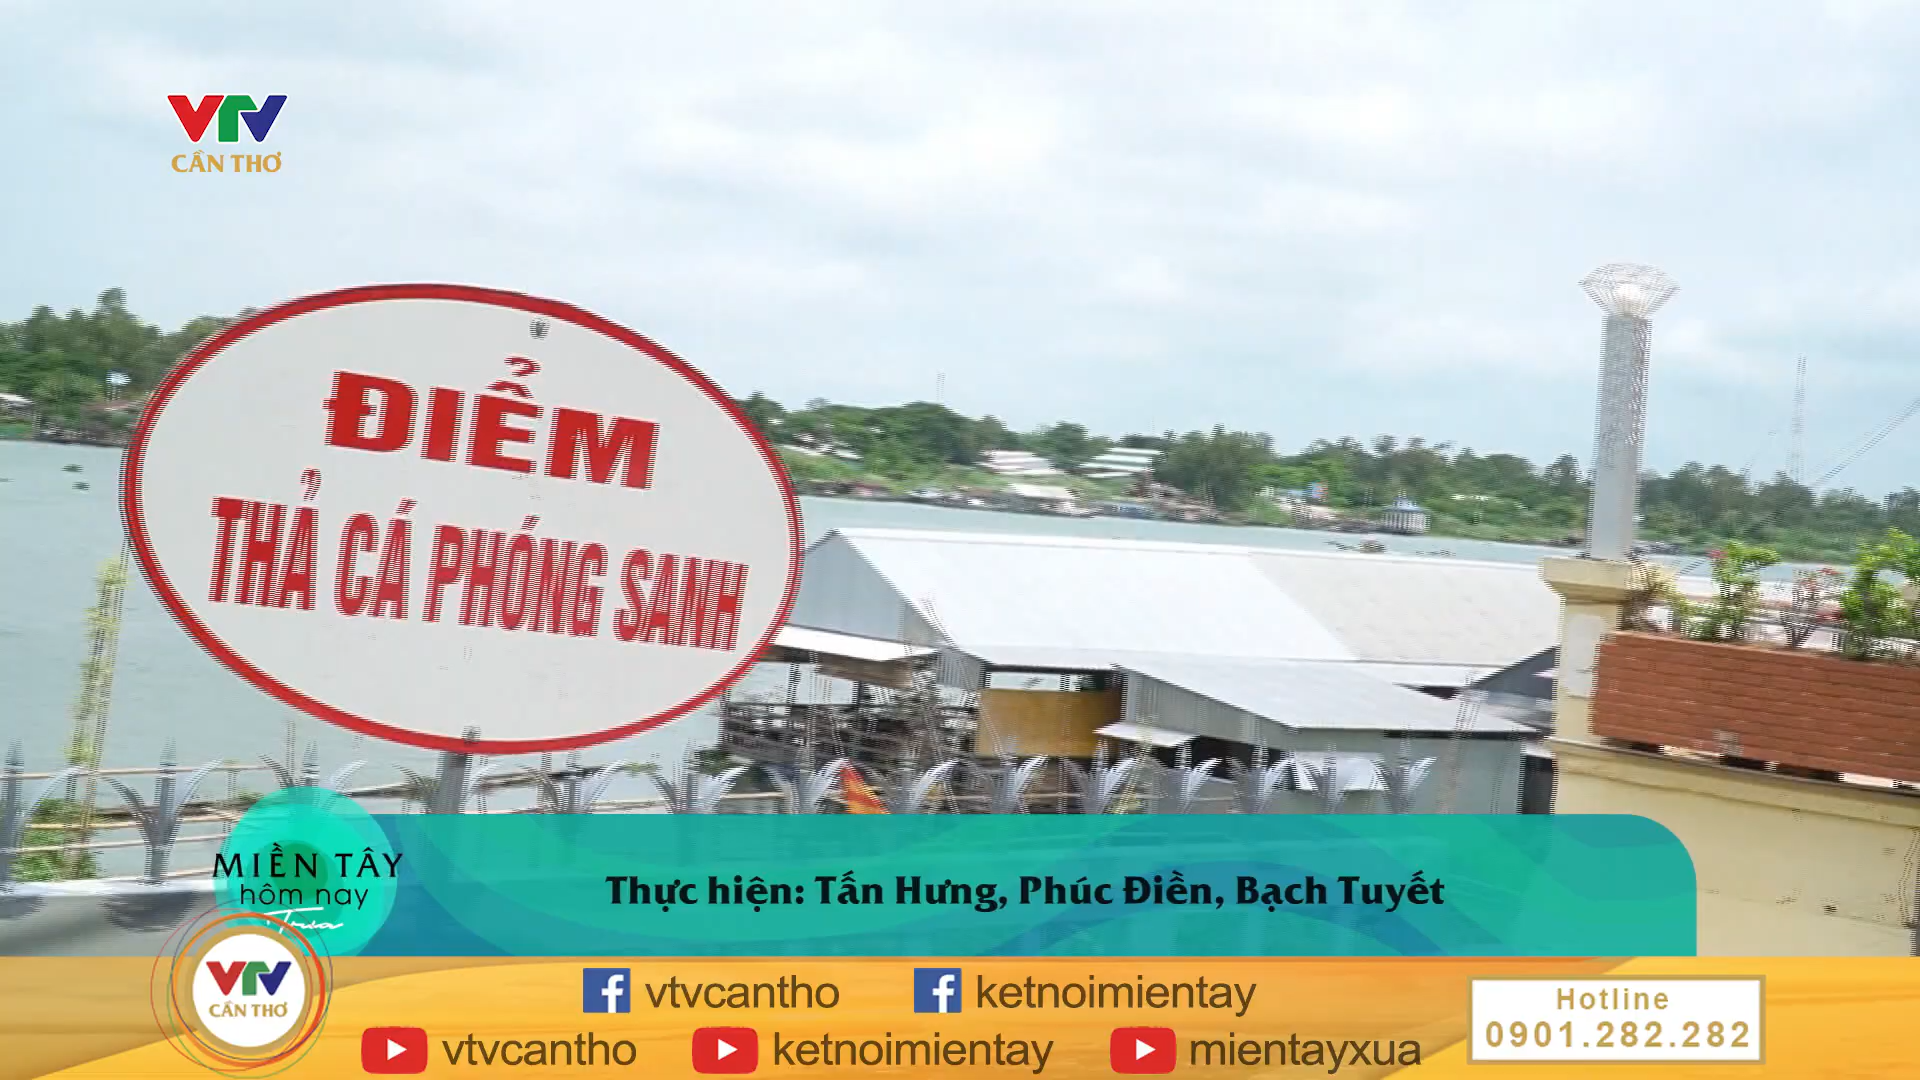 VTV
CẦN THƠ
ĐIỂM
THẢ CÁ PHÓNG SANH
MIỀN TÂY
hôm nay
Trưa
Thực hiện: Tấn Hưng, Phúc Điền, Bạch Tuyết
VTV
CẦN THƠ
vtvcantho
ketnoimientay
vtvcantho
ketnoimientay
mientayxua
Hotline
0901.282.282